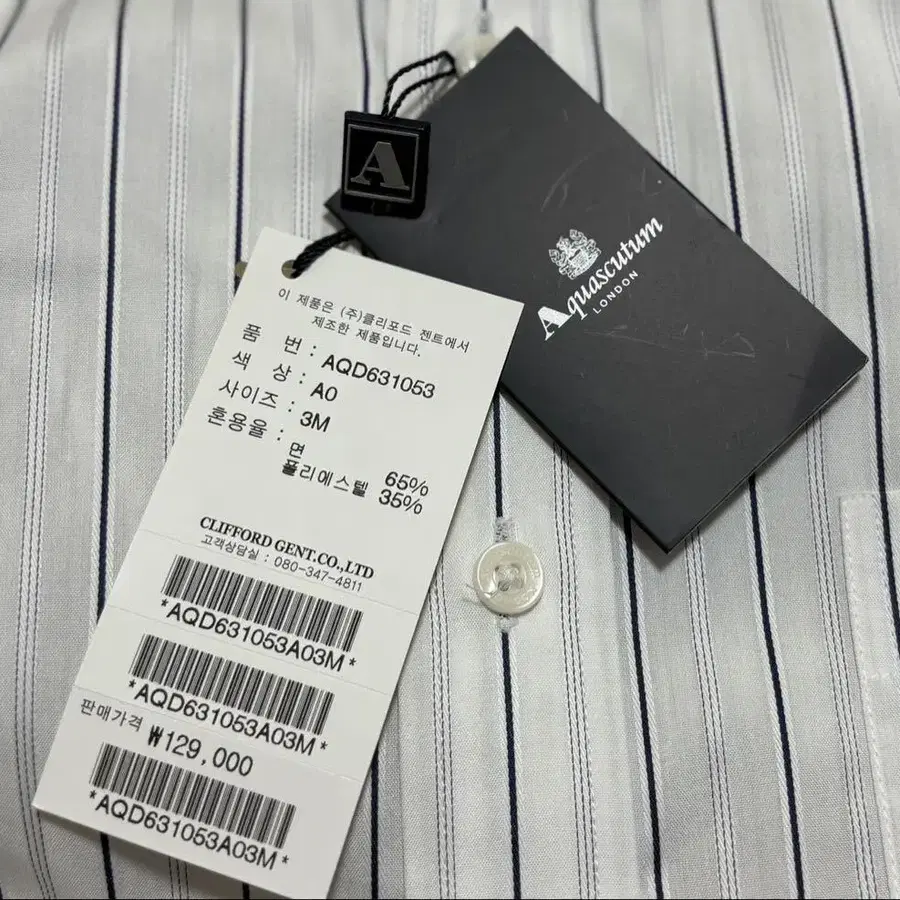 A
Aquascutum
LONDON
이 제품은 (주)클리포드 젠트에서
제조한 제품입니다.
품 번 : AQD631053
색 상 : A0
사이즈 : 3M
혼용율 :
면 65%
폴리에스텔 35%
CLIFFORD GENT.CO.,LTD
고객상담실 : 080-347-4811
*AQD631053A03M*
*AQD631053A03M*
판매가격 ₩129,000
*AQD631053A03M*